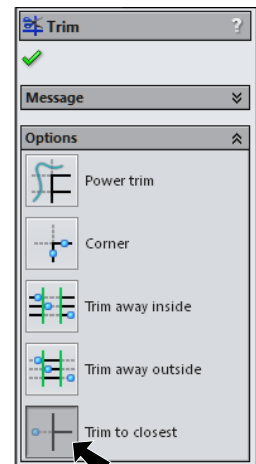 Trim
?
Message
Options
Power trim
Corner
Trim away inside
Trim away outside
Trim to closest